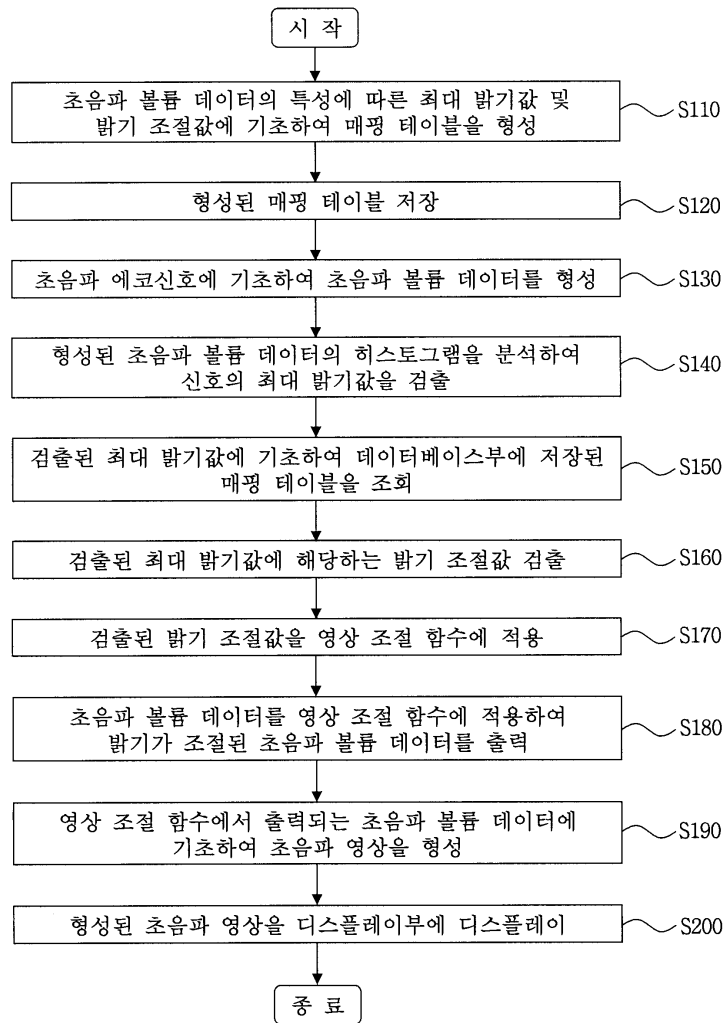 시 작
초음파 볼륨 데이터의 특성에 따른 최대 밝기값 및
밝기 조절값에 기초하여 매핑 테이블을 형성
S110
형성된 매핑 테이블 저장
S120
초음파 에코신호에 기초하여 초음파 볼륨 데이터를 형성
S130
형성된 초음파 볼륨 데이터의 히스토그램을 분석하여
신호의 최대 밝기값을 검출
S140
검출된 최대 밝기값에 기초하여 데이터베이스부에 저장된
매핑 테이블을 조회
S150
검출된 최대 밝기값에 해당하는 밝기 조절값 검출
S160
검출된 밝기 조절값을 영상 조절 함수에 적용
S170
초음파 볼륨 데이터를 영상 조절 함수에 적용하여
밝기가 조절된 초음파 볼륨 데이터를 출력
S180
영상 조절 함수에서 출력되는 초음파 볼륨 데이터에
기초하여 초음파 영상을 형성
S190
형성된 초음파 영상을 디스플레이부에 디스플레이
S200
종 료